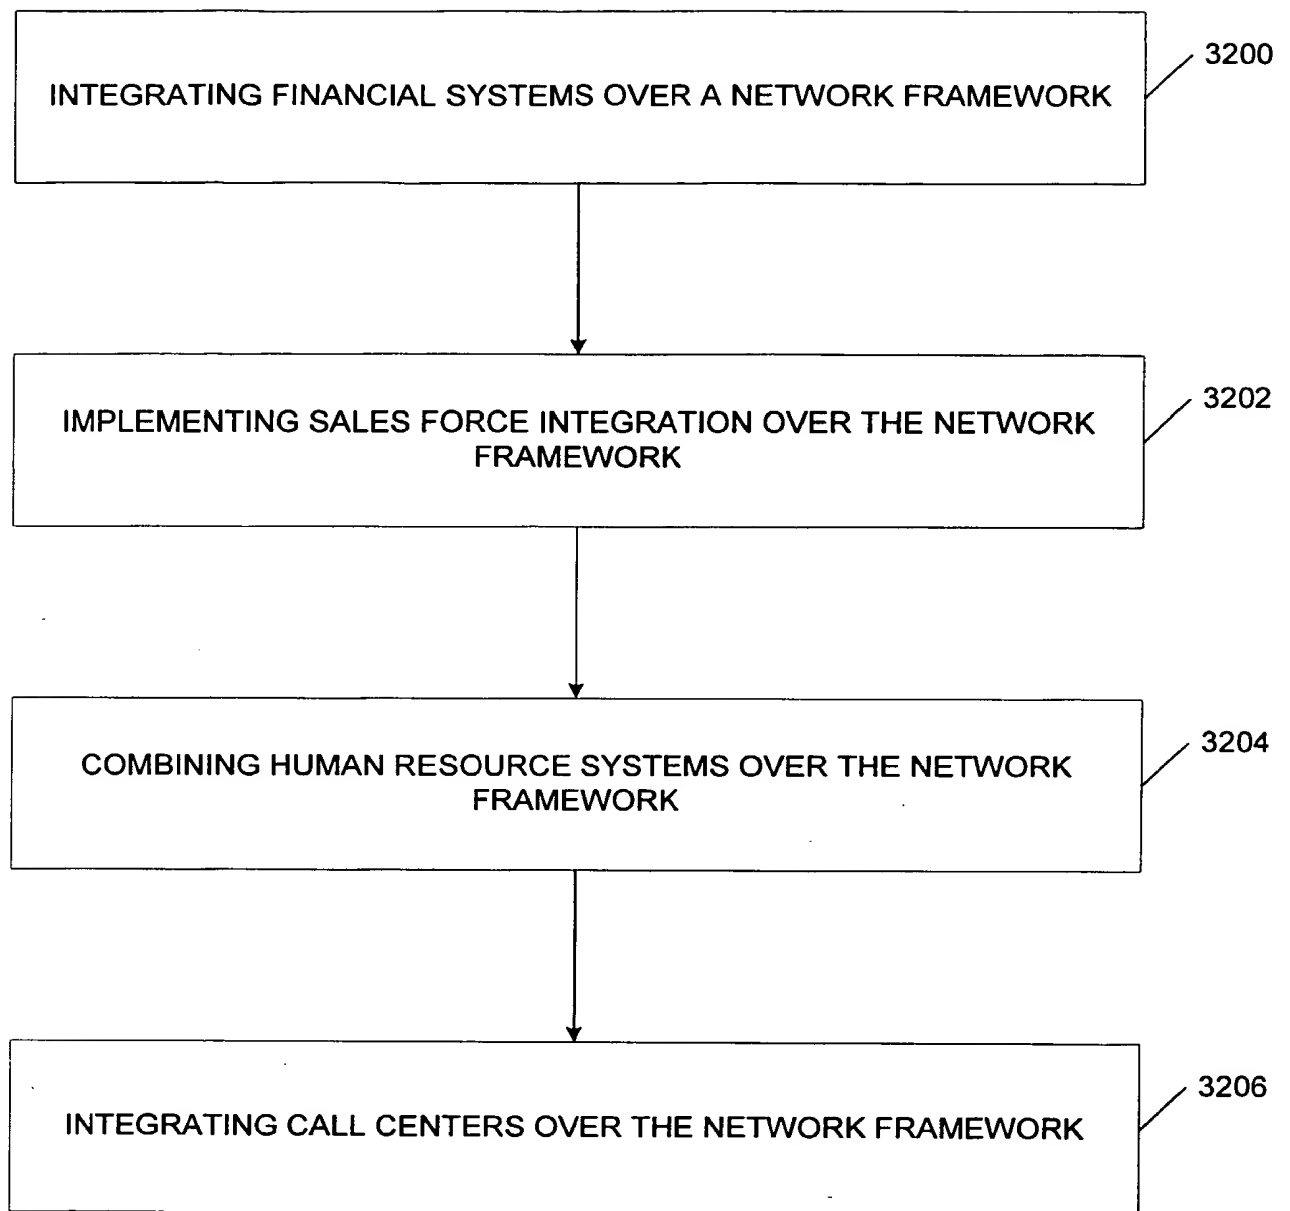 INTEGRATING FINANCIAL SYSTEMS OVER A NETWORK FRAMEWORK
3200
IMPLEMENTING SALES FORCE INTEGRATION OVER THE NETWORK
FRAMEWORK
3202
COMBINING HUMAN RESOURCE SYSTEMS OVER THE NETWORK
FRAMEWORK
3204
INTEGRATING CALL CENTERS OVER THE NETWORK FRAMEWORK
3206